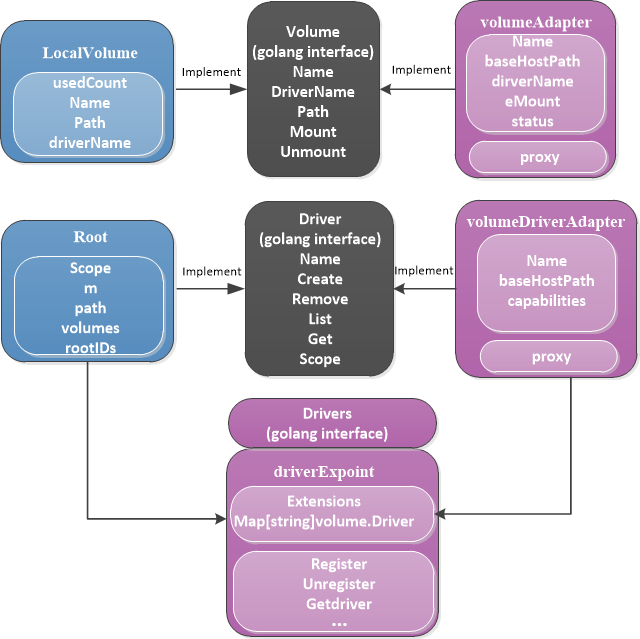 LocalVolume
usedCount
Name
Path
driverName
Implement
Volume
(golang interface)
Name
DriverName
Path
Mount
Unmount
Implement
volumeAdapter
Name
baseHostPath
dirverName
eMount
status
proxy
Root
Scope
m
path
volumes
rootIDs
Implement
Driver
(golang interface)
Name
Create
Remove
List
Get
Scope
Implement
volumeDriverAdapter
Name
baseHostPath
capabilities
proxy
Drivers
(golang interface)
driverExpoint
Extensions
Map[string]volume.Driver
Register
Unregister
Getdriver
...